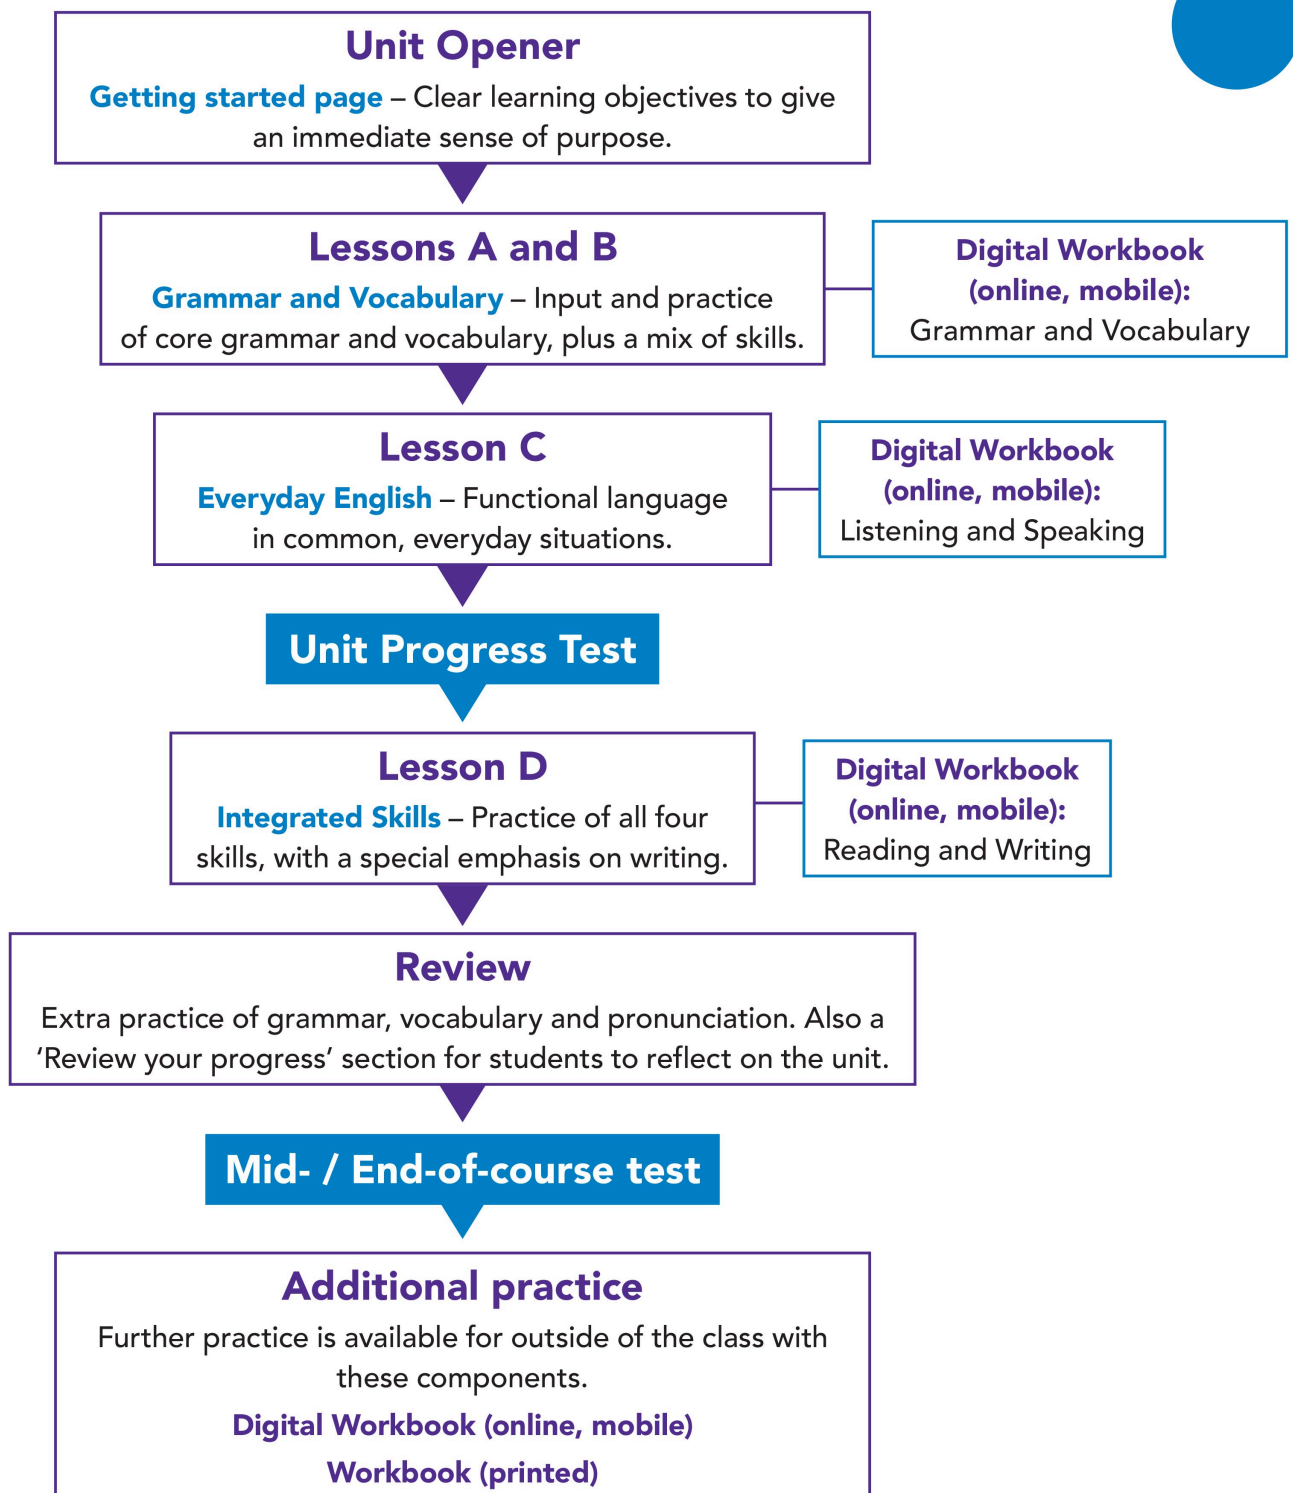 Unit Opener
Getting started page – Clear learning objectives to give
an immediate sense of purpose.
Lessons A and B
Grammar and Vocabulary – Input and practice
of core grammar and vocabulary, plus a mix of skills.
Digital Workbook
(online, mobile):
Grammar and Vocabulary
Lesson C
Everyday English – Functional language
in common, everyday situations.
Digital Workbook
(online, mobile):
Listening and Speaking
Unit Progress Test
Lesson D
Integrated Skills – Practice of all four
skills, with a special emphasis on writing.
Digital Workbook
(online, mobile):
Reading and Writing
Review
Extra practice of grammar, vocabulary and pronunciation. Also a
‘Review your progress’ section for students to reflect on the unit.
Mid- / End-of-course test
Additional practice
Further practice is available for outside of the class with
these components.
Digital Workbook (online, mobile)
Workbook (printed)